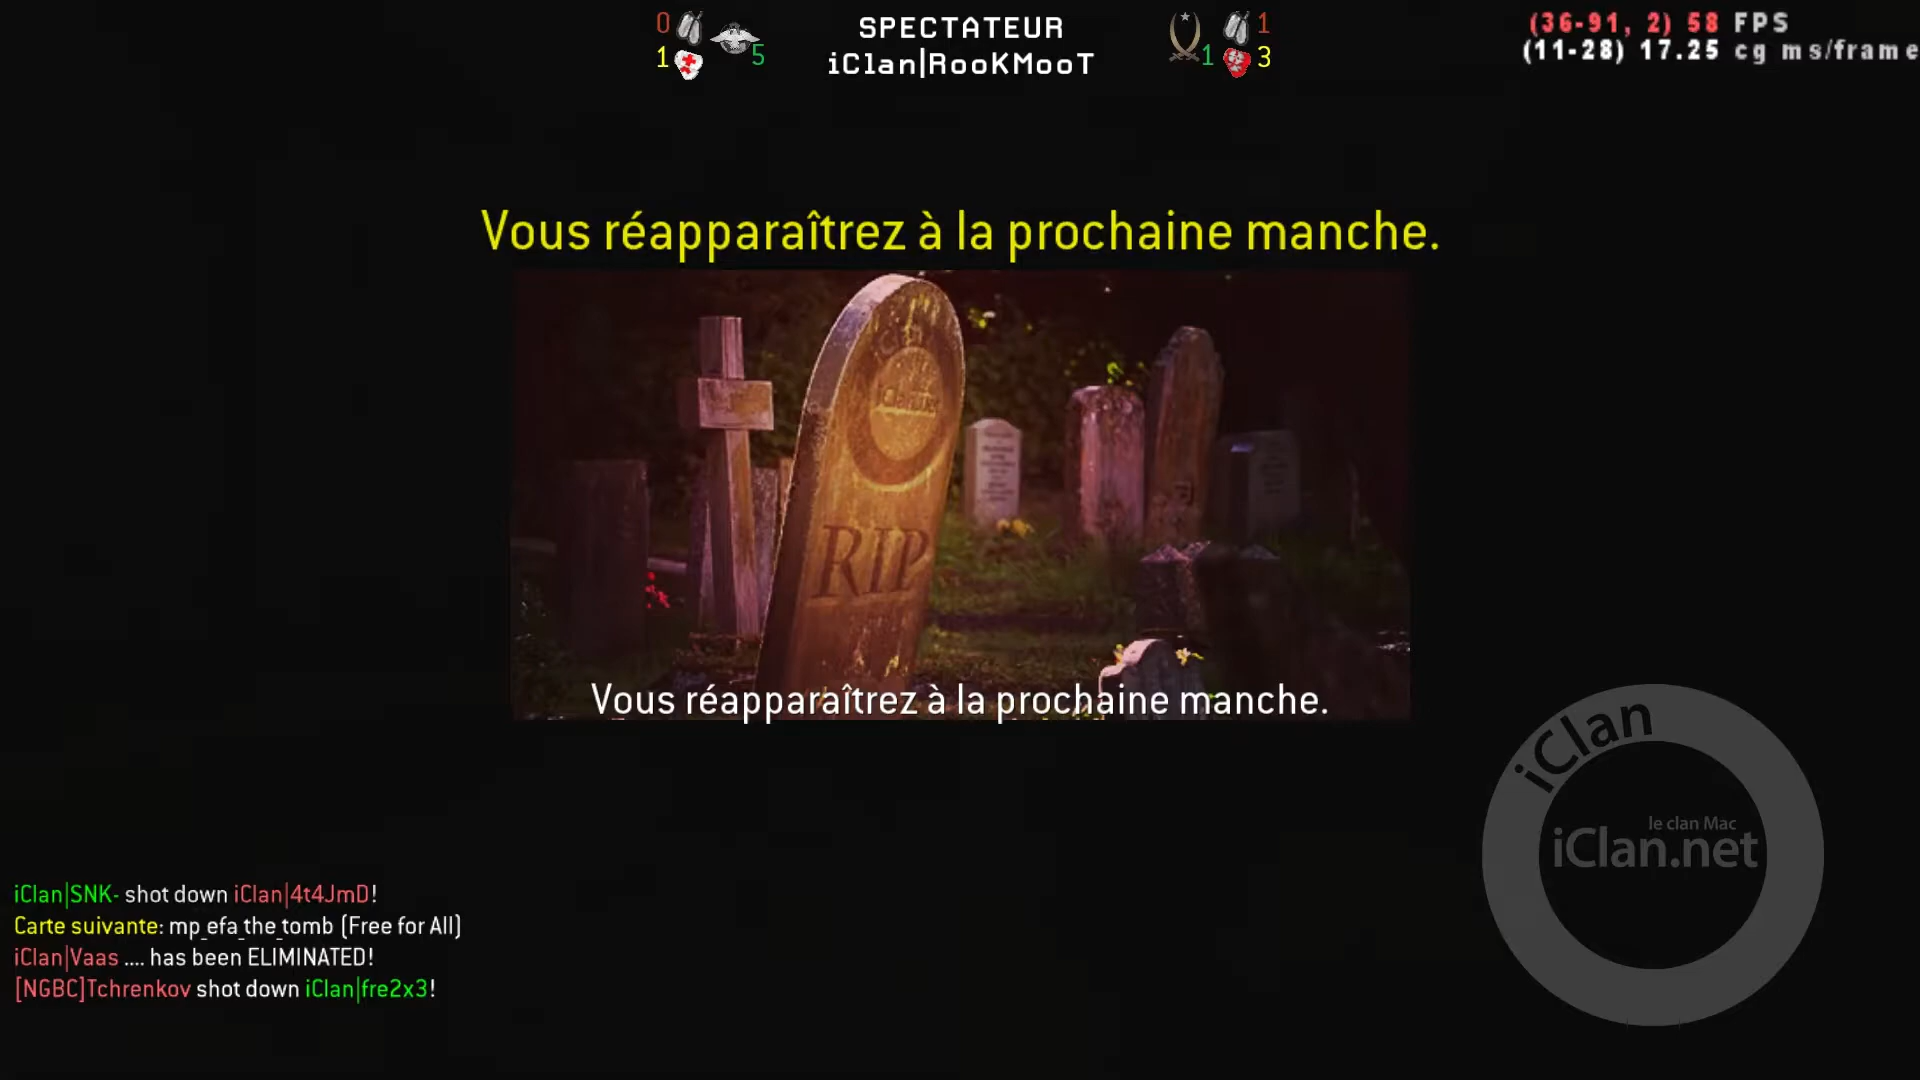 0
1
5
SPECTATEUR
iClan|RooKMooT
1
1
3
(36-91, 2) 58 FPS
(11-28) 17.25 cg ms/frame
Vous réapparaîtrez à la prochaine manche.
RIP
Vous réapparaîtrez à la prochaine manche.
iClan
le clan Mac
iClan.net
iClan|SNK- shot down iClan|4t4JmD!
Carte suivante: mp_efa_the_tomb (Free for All)
iClan|Vaas .... has been ELIMINATED!
[NGBC]Tchrenkov shot down iClan|fre2x3!